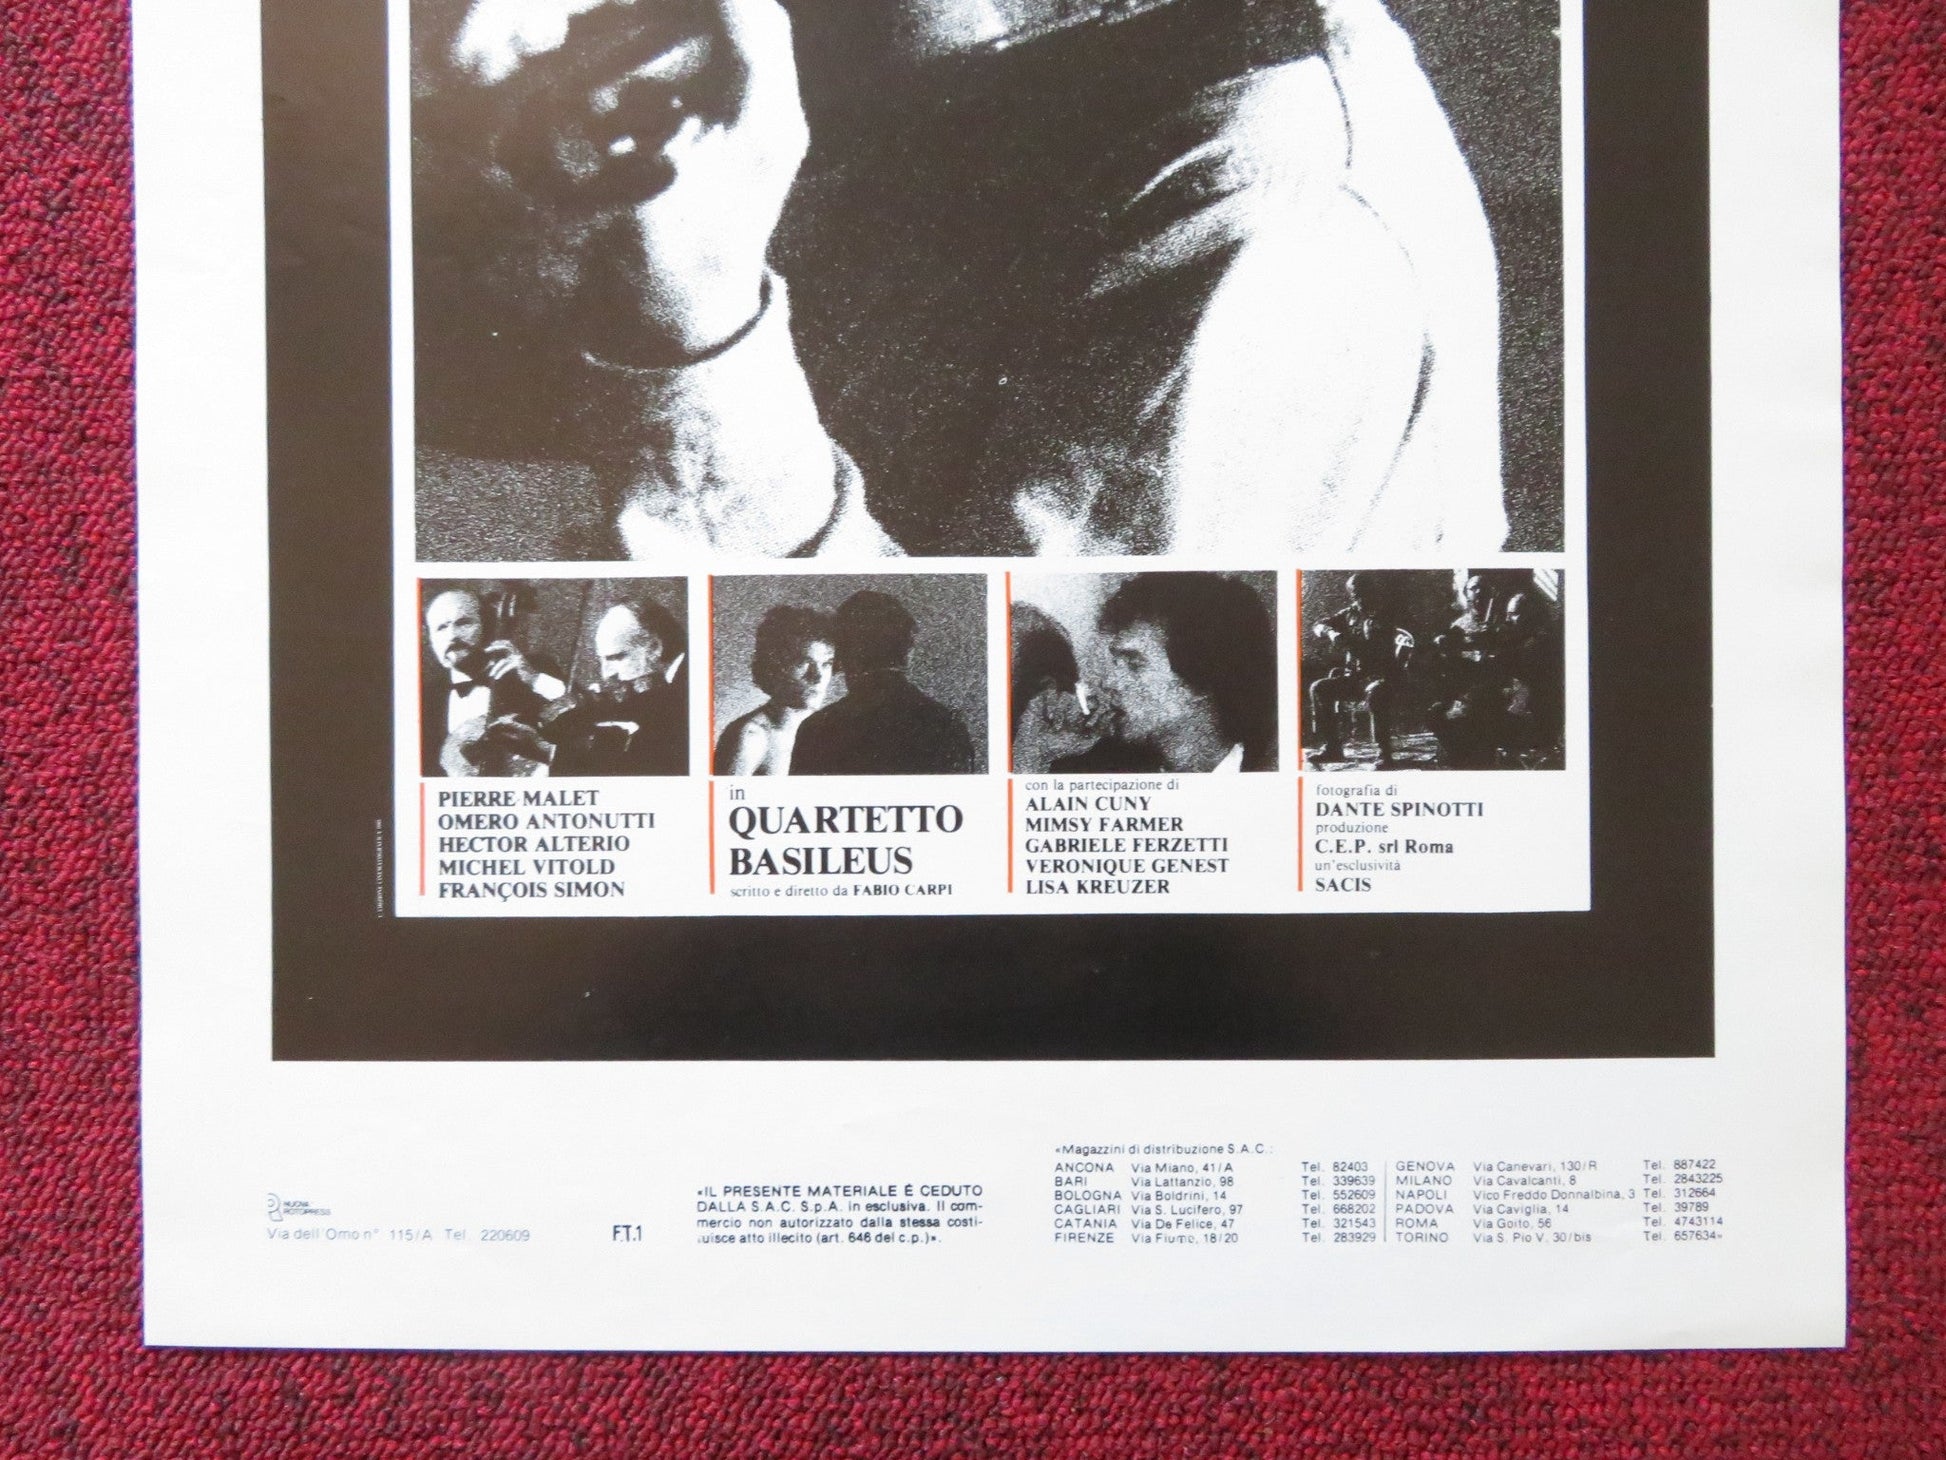 PIERRE MALET
OMERO ANTONUTTI
HECTOR ALTERIO
MICHEL VITOLD
FRANÇOIS SIMON
in
QUARTETTO
BASILEUS
scritto e diretto da FABIO CARPI
con la partecipazione di
ALAIN CUNY
MIMSY FARMER
GABRIELE FERZETTI
VERONIQUE GENEST
LISA KREUZER
fotografia di
DANTE SPINOTTI
produzione
C.E.P. srl Roma
un'esclusività
SACIS
NUOVA
ROTOPRESS
Via dell'Omo n° 115/A Tel. 220609
F.T.1
«IL PRESENTE MATERIALE É CEDUTO
DALLA S.A.C. S.p.A. in esclusiva. Il com-
mercio non autorizzato dalla stessa costi-
tuisce atto illecito (art. 646 del c.p.)».
«Magazzini di distribuzione S.A.C.:
ANCONA Via Miano, 41/A Tel. 82403
BARI Via Lattanzio, 98 Tel. 339639
BOLOGNA Via Boldrini, 14 Tel. 552609
CAGLIARI Via S. Lucifero, 97 Tel. 668202
CATANIA Via De Felice, 47 Tel. 321543
FIRENZE Via Fiume, 18/20 Tel. 283929
GENOVA Via Canevari, 130/R Tel. 887422
MILANO Via Cavalcanti, 8 Tel. 2843225
NAPOLI Vico Freddo Donnalbina, 3 Tel. 312664
PADOVA Via Caviglia, 14 Tel. 39789
ROMA Via Goito, 56 Tel. 4743114
TORINO Via S. Pio V, 30/bis Tel. 657634»